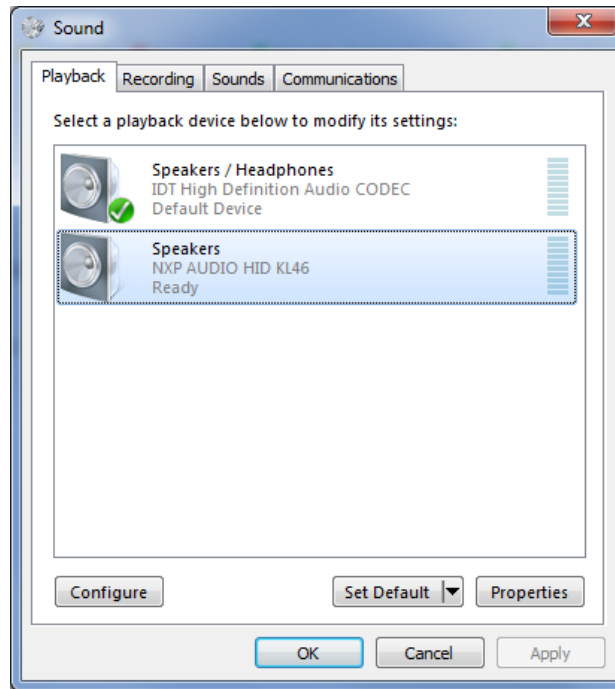 Sound
Playback Recording Sounds Communications
Select a playback device below to modify its settings:
Speakers / Headphones
IDT High Definition Audio CODEC
Default Device
Speakers
NXP AUDIO HID KL46
Ready
Configure Set Default Properties
OK Cancel Apply